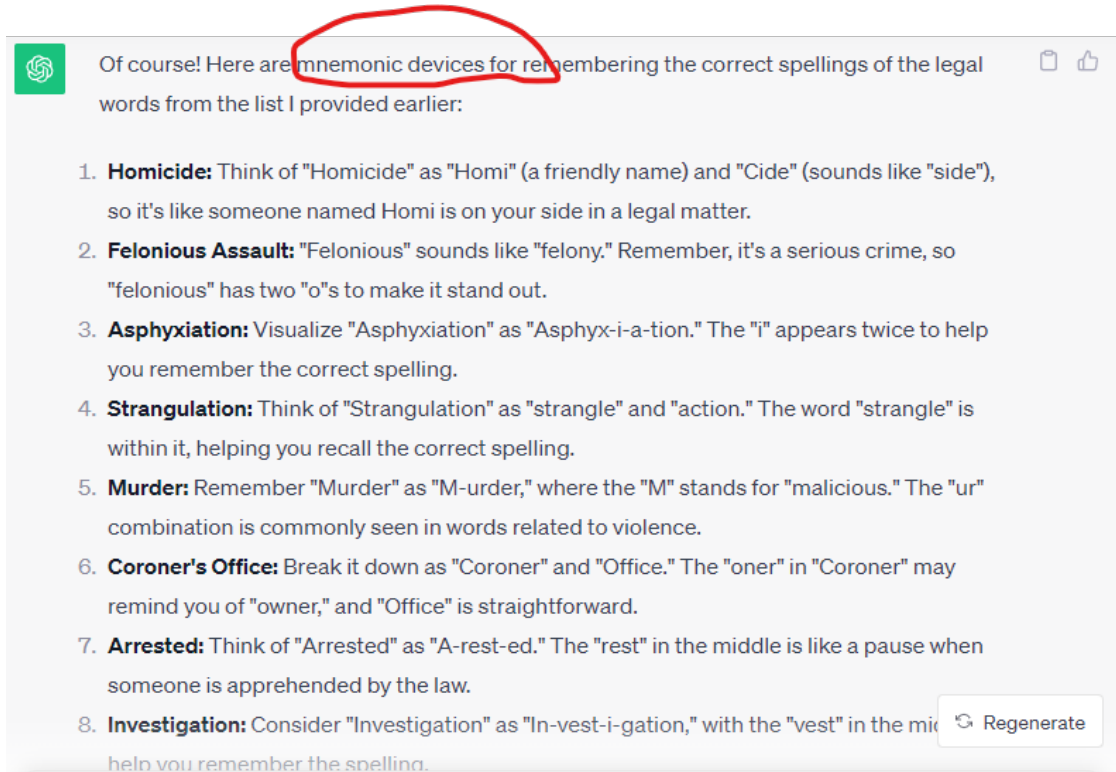 Of course! Here are mnemonic devices for remembering the correct spellings of the legal
words from the list I provided earlier:
1. Homicide: Think of "Homicide" as "Homi" (a friendly name) and "Cide" (sounds like "side"),
so it's like someone named Homi is on your side in a legal matter.
2. Felonious Assault: "Felonious" sounds like "felony." Remember, it's a serious crime, so
"felonious" has two "o"s to make it stand out.
3. Asphyxiation: Visualize "Asphyxiation" as "Asphyx-i-a-tion." The "i" appears twice to help
you remember the correct spelling.
4. Strangulation: Think of "Strangulation" as "strangle" and "action." The word "strangle" is
within it, helping you recall the correct spelling.
5. Murder: Remember "Murder" as "M-urder," where the "M" stands for "malicious." The "ur"
combination is commonly seen in words related to violence.
6. Coroner's Office: Break it down as "Coroner" and "Office." The "oner" in "Coroner" may
remind you of "owner," and "Office" is straightforward.
7. Arrested: Think of "Arrested" as "A-rest-ed." The "rest" in the middle is like a pause when
someone is apprehended by the law.
8. Investigation: Consider "Investigation" as "In-vest-i-gation," with the "vest" in the
Regenerate
help you remember the spelling.